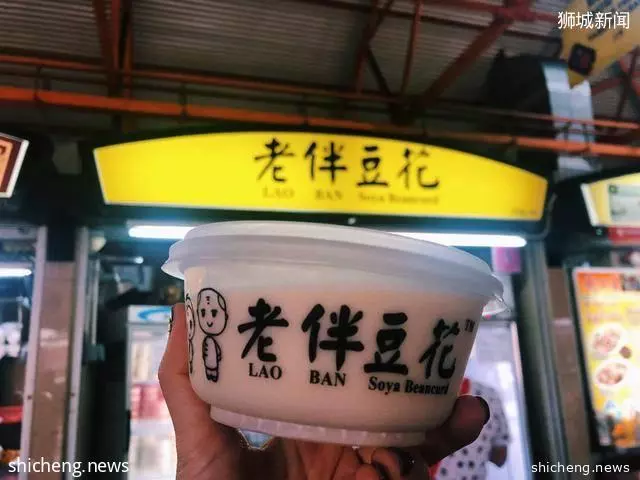 狮城新闻
老伴豆花
LAO BAN Soya Beancurd
老伴豆花 TM
LAO BAN Soya Beancurd
shicheng.news
shicheng.news